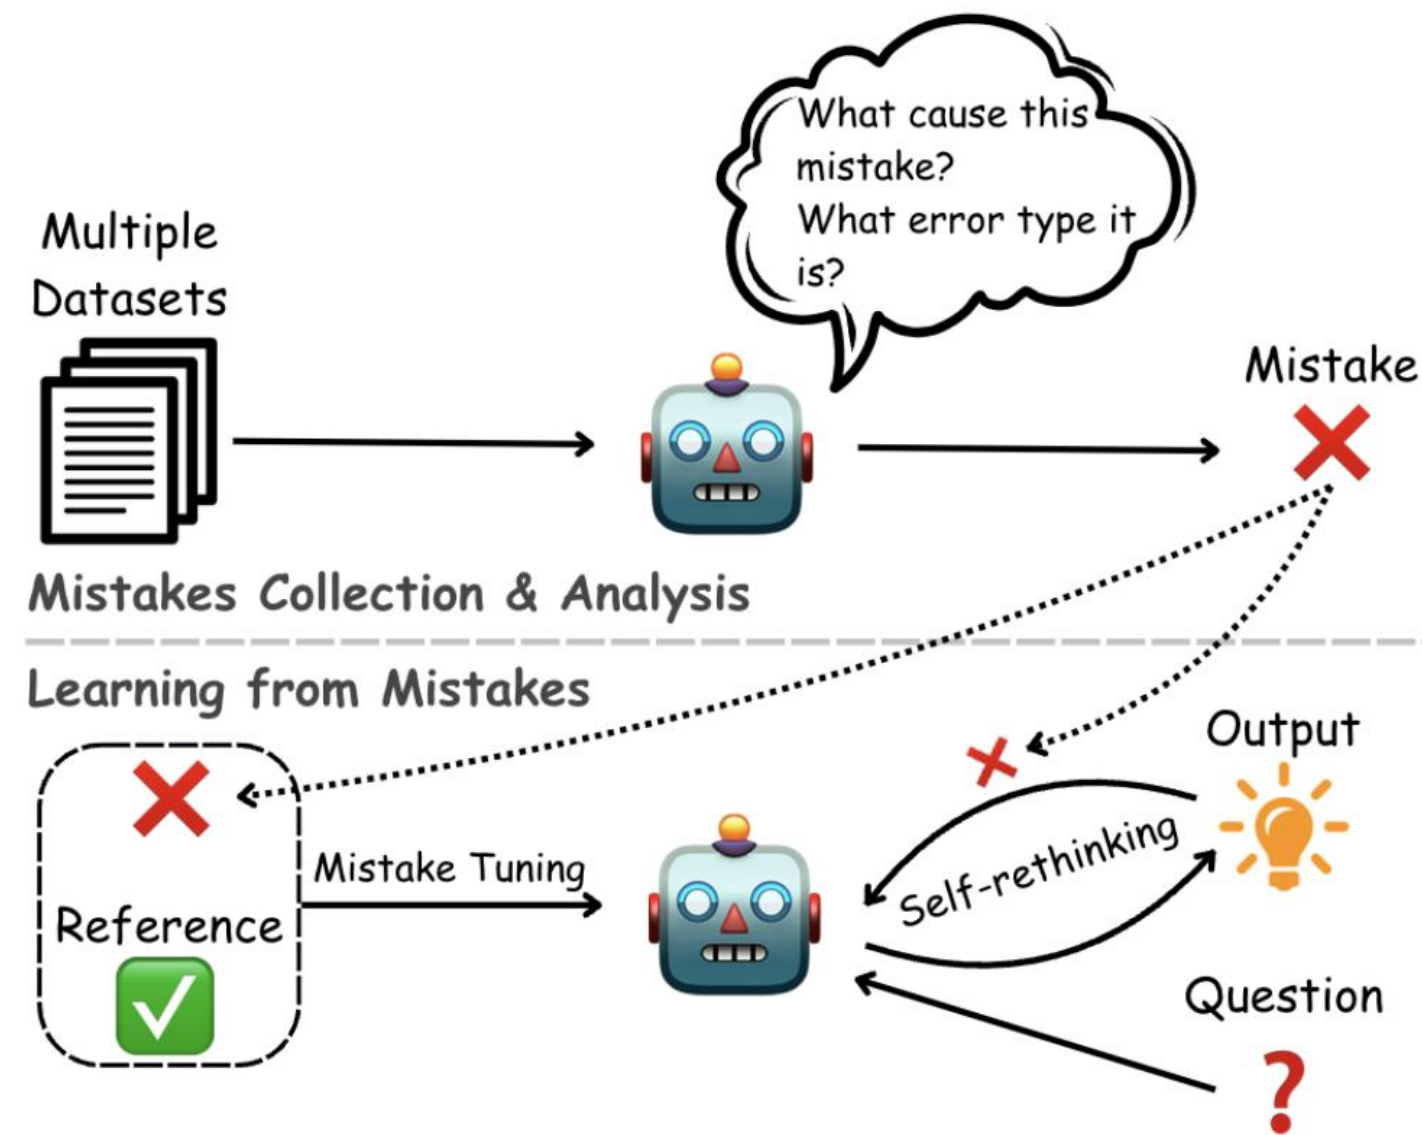 What cause this
mistake?
What error type it
is?
Multiple
Datasets
Mistake
Mistakes Collection & Analysis
Learning from Mistakes
Output
Mistake Tuning
Self-rethinking
Reference
Question